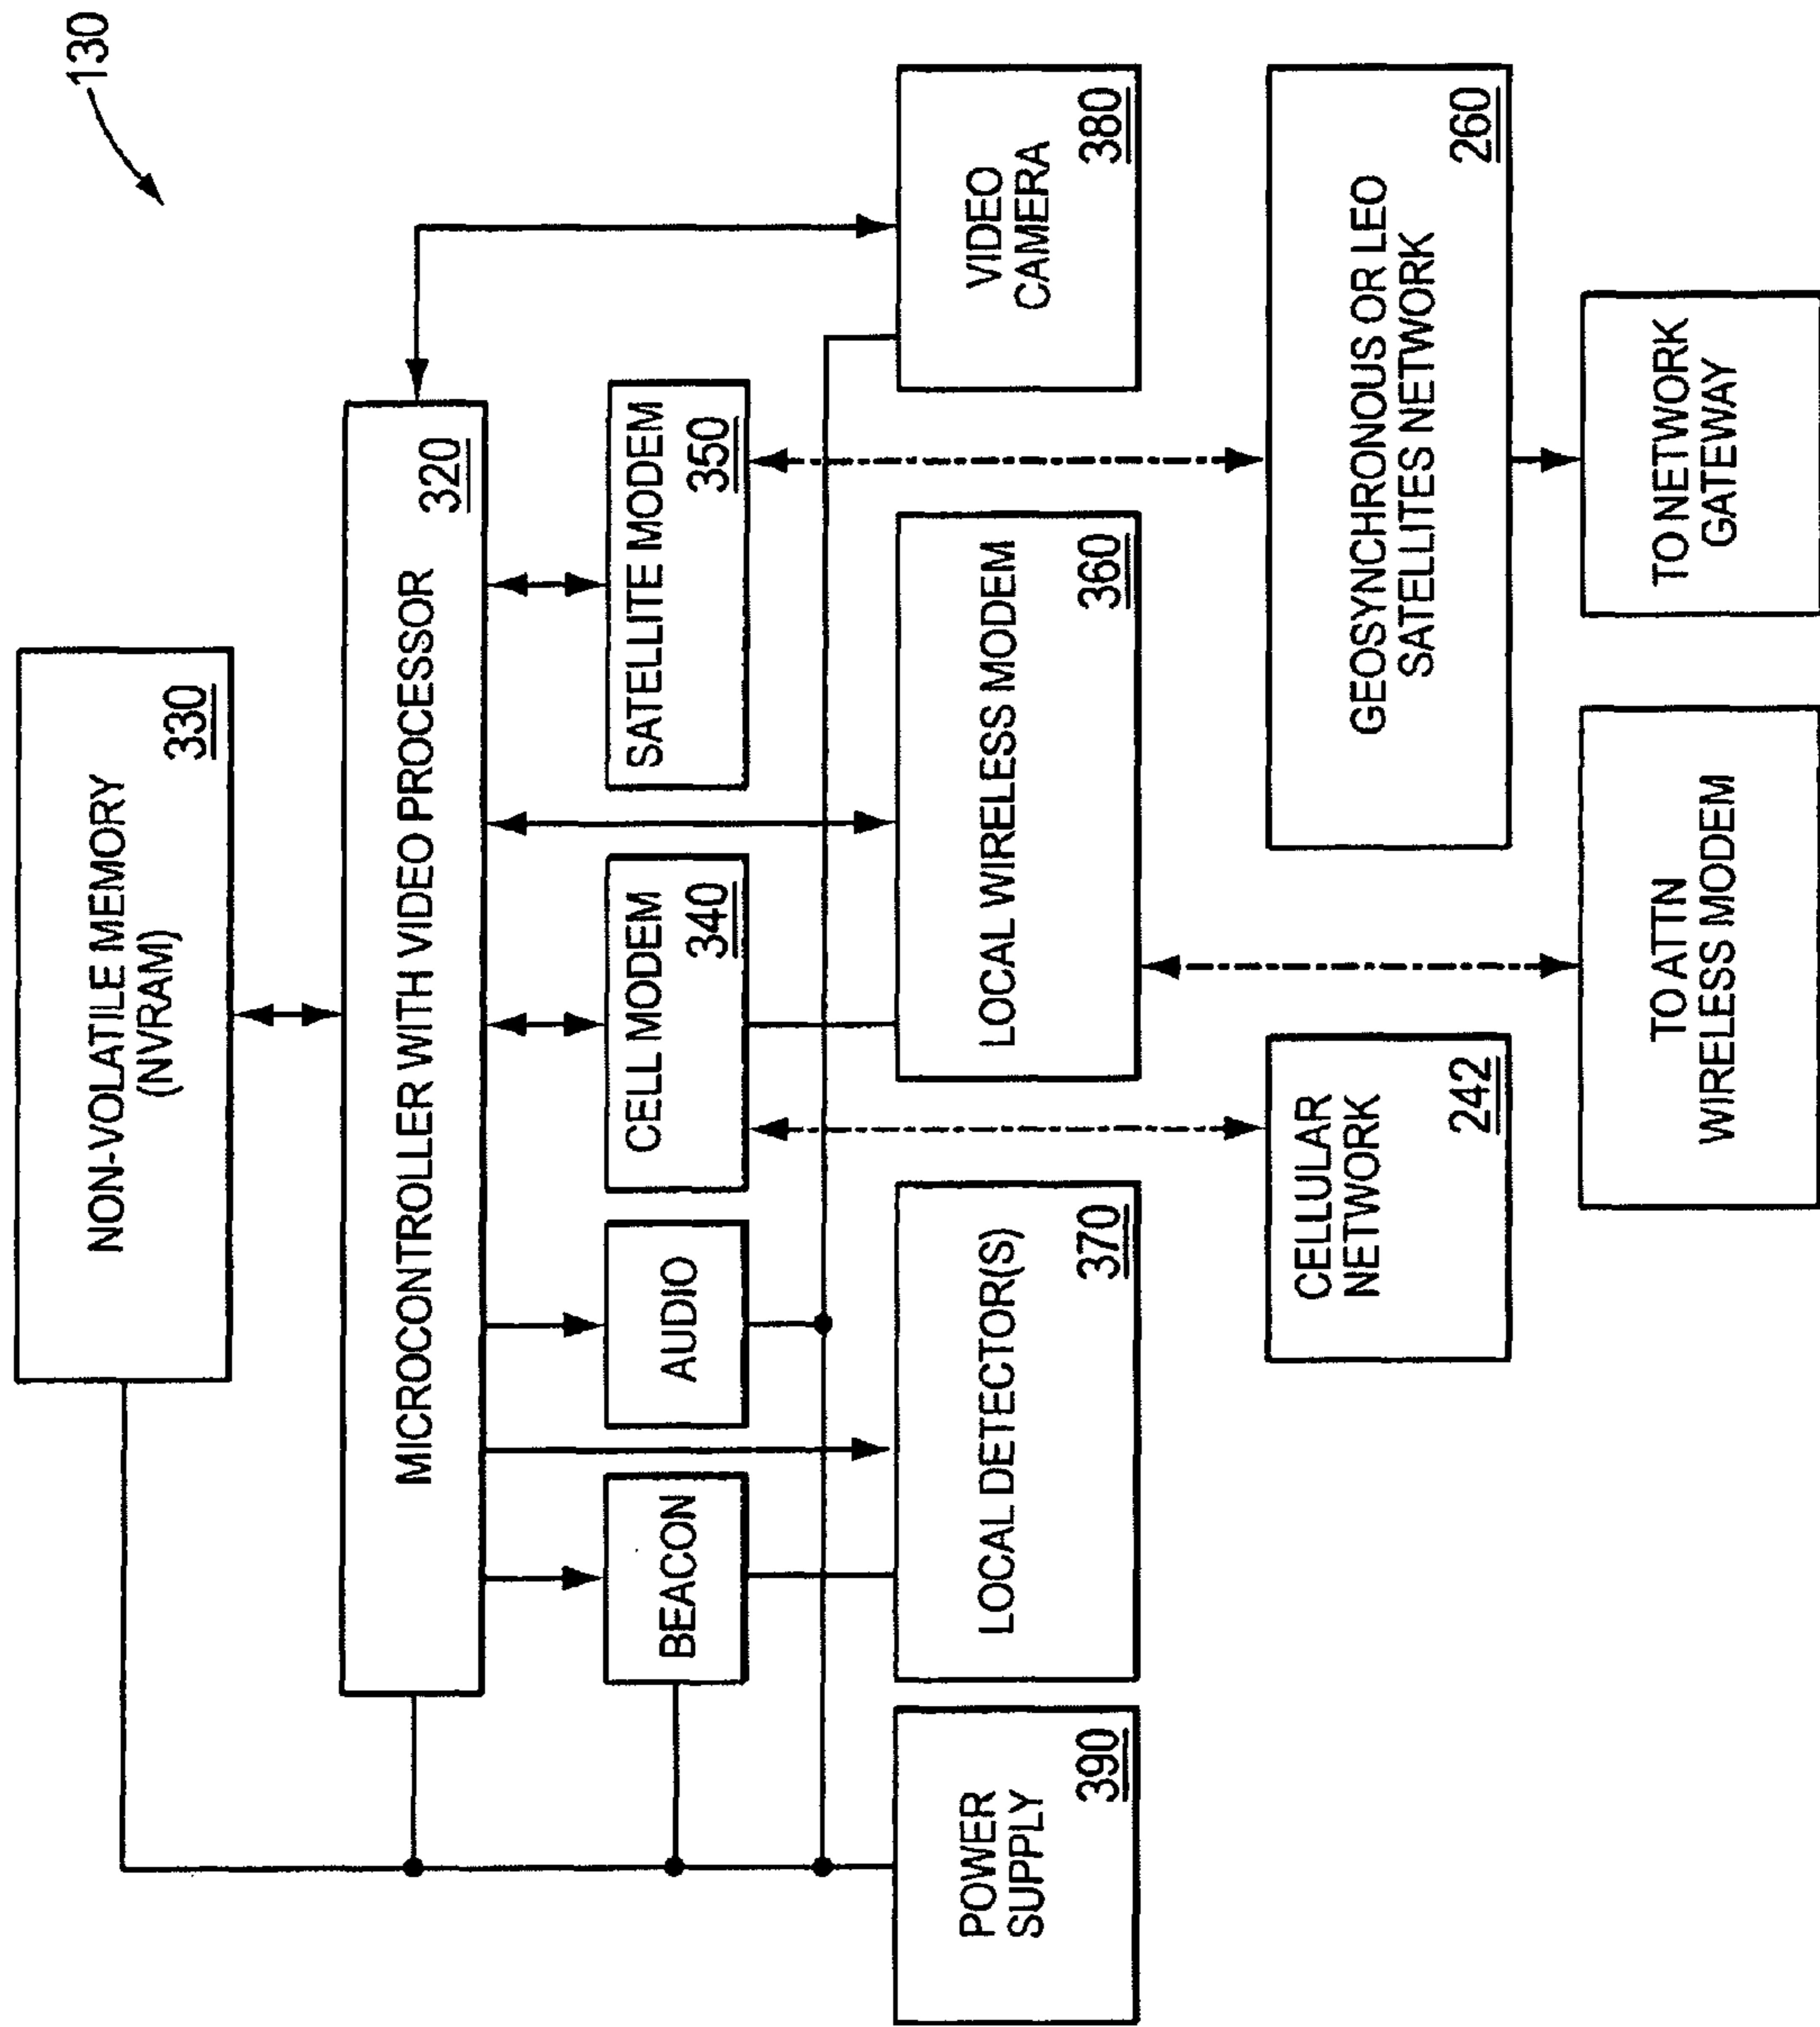 130
NON-VOLATILE MEMORY
(NVRAM)
330
MICROCONTROLLER WITH VIDEO PROCESSOR
320
BEACON
AUDIO
CELL MODEM
340
SATELLITE MODEM
350
POWER
SUPPLY
390
LOCAL DETECTOR(S)
370
LOCAL WIRELESS MODEM
360
VIDEO
CAMERA
380
CELLULAR
NETWORK
242
GEOSYNCHRONOUS OR LEO
SATELLITES NETWORK
260
TO ATTN
WIRELESS MODEM
TO NETWORK
GATEWAY